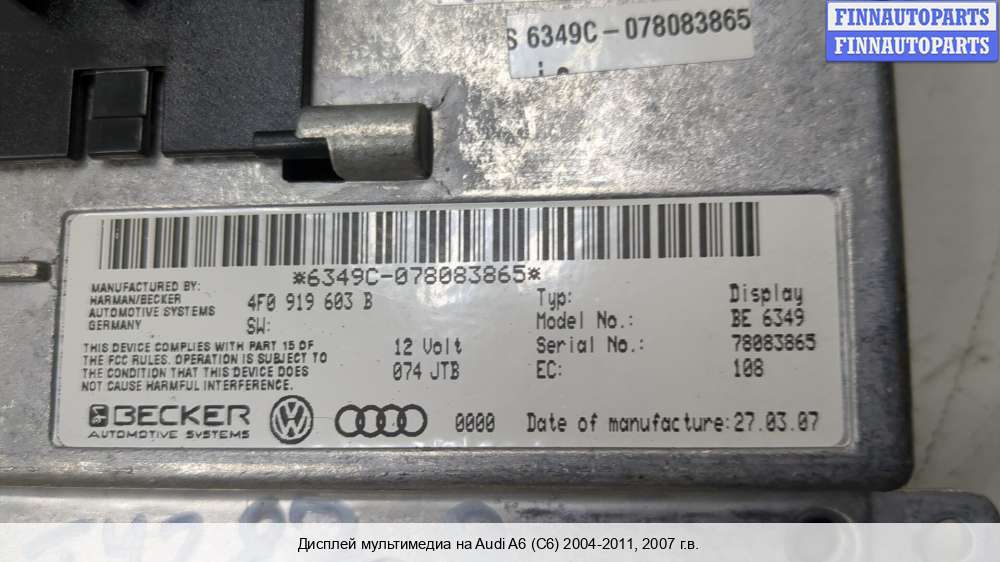 FINNAUTOPARTS
FINNAUTOPARTS
S 6349C-078083865
*6349C-078083865*
MANUFACTURED BY:
HARMAN/BECKER
AUTOMOTIVE SYSTEMS
GERMANY
4F0 919 603 B
SW:
Typ: Display
Model No.: BE 6349
THIS DEVICE COMPLIES WITH PART 15 OF
THE FCC RULES. OPERATION IS SUBJECT TO
THE CONDITION THAT THIS DEVICE DOES
NOT CAUSE HARMFUL INTERFERENCE.
12 Volt
074 JTB
Serial No.: 78083865
EC: 108
BECKER
AUTOMOTIVE SYSTEMS
0000
Date of manufacture: 27.03.07
Дисплей мультимедиа на Audi A6 (C6) 2004-2011, 2007 г.в.